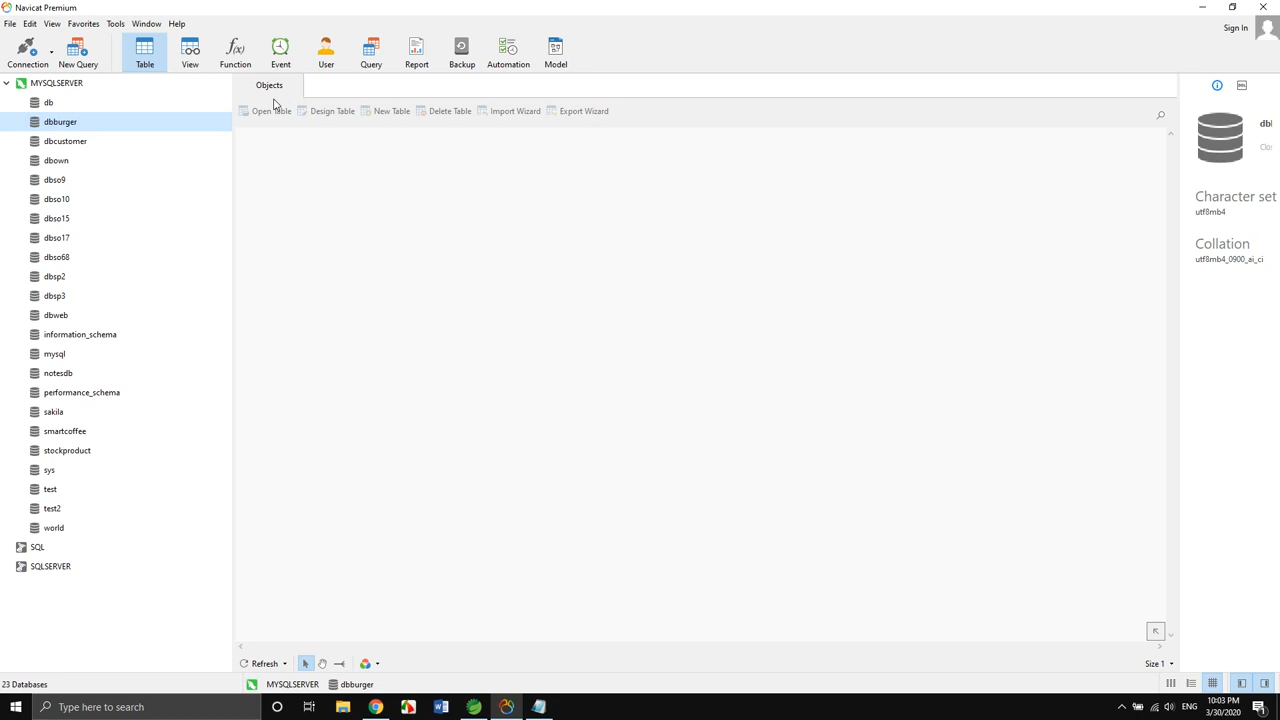 Navicat Premium
File Edit View Favorites Tools Window Help
Sign In
Connection New Query Table View Function Event User Query Report Backup Automation Model
MYSQLSERVER
db
dbburger
dbcustomer
dbown
dbso9
dbso10
dbso15
dbso17
dbso68
dbsp2
dbsp3
dbweb
information_schema
mysql
notesdb
performance_schema
sakila
smartcoffee
stockproduct
sys
test
test2
world
SQL
SQLSERVER
Objects
Open Table Design Table New Table Delete Table Import Wizard Export Wizard
Character set
utf8mb4
Collation
utf8mb4_0900_ai_ci
Refresh Size 1
23 Databases MYSQLSERVER dbburger
Type here to search
ENG
10:03 PM
3/30/2020